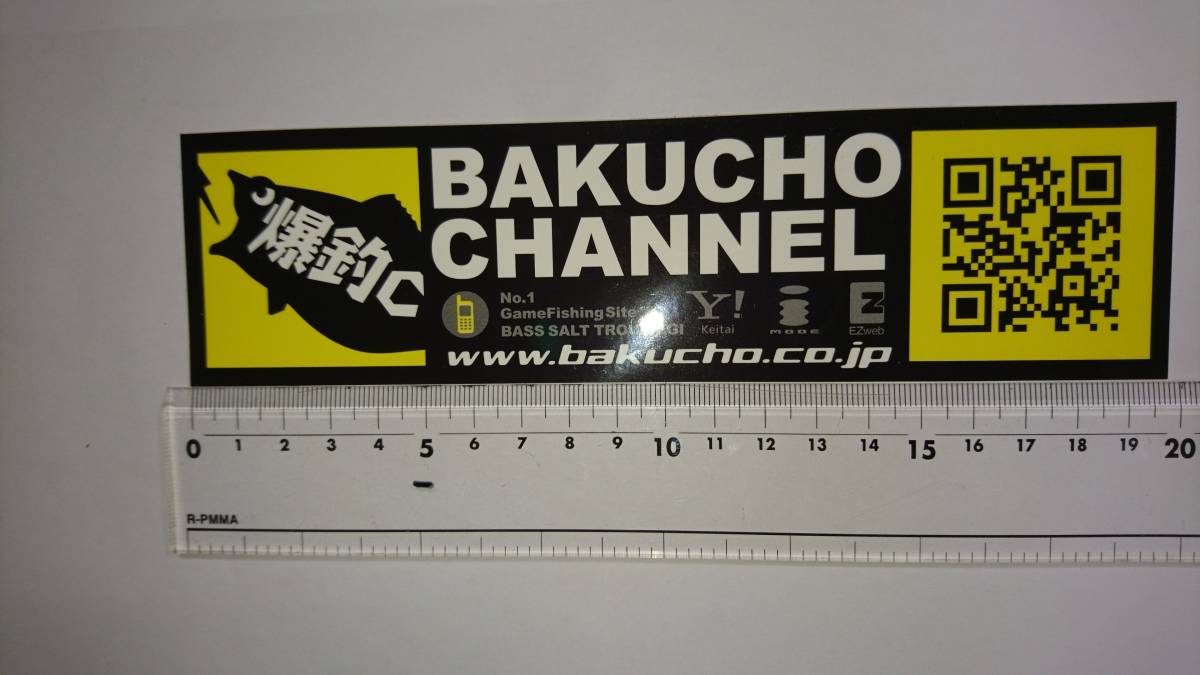 爆釣C
BAKUCHO
CHANNEL
No.1
GameFishingSite
BASS SALT
Y!
Keitai
i
MODE
EZ
EZweb
www.bakucho.co.jp
0 1 2 3 4 5 6 7 8 9 10 11 12 13 14 15 16 17 18 19 20
R-PMMA